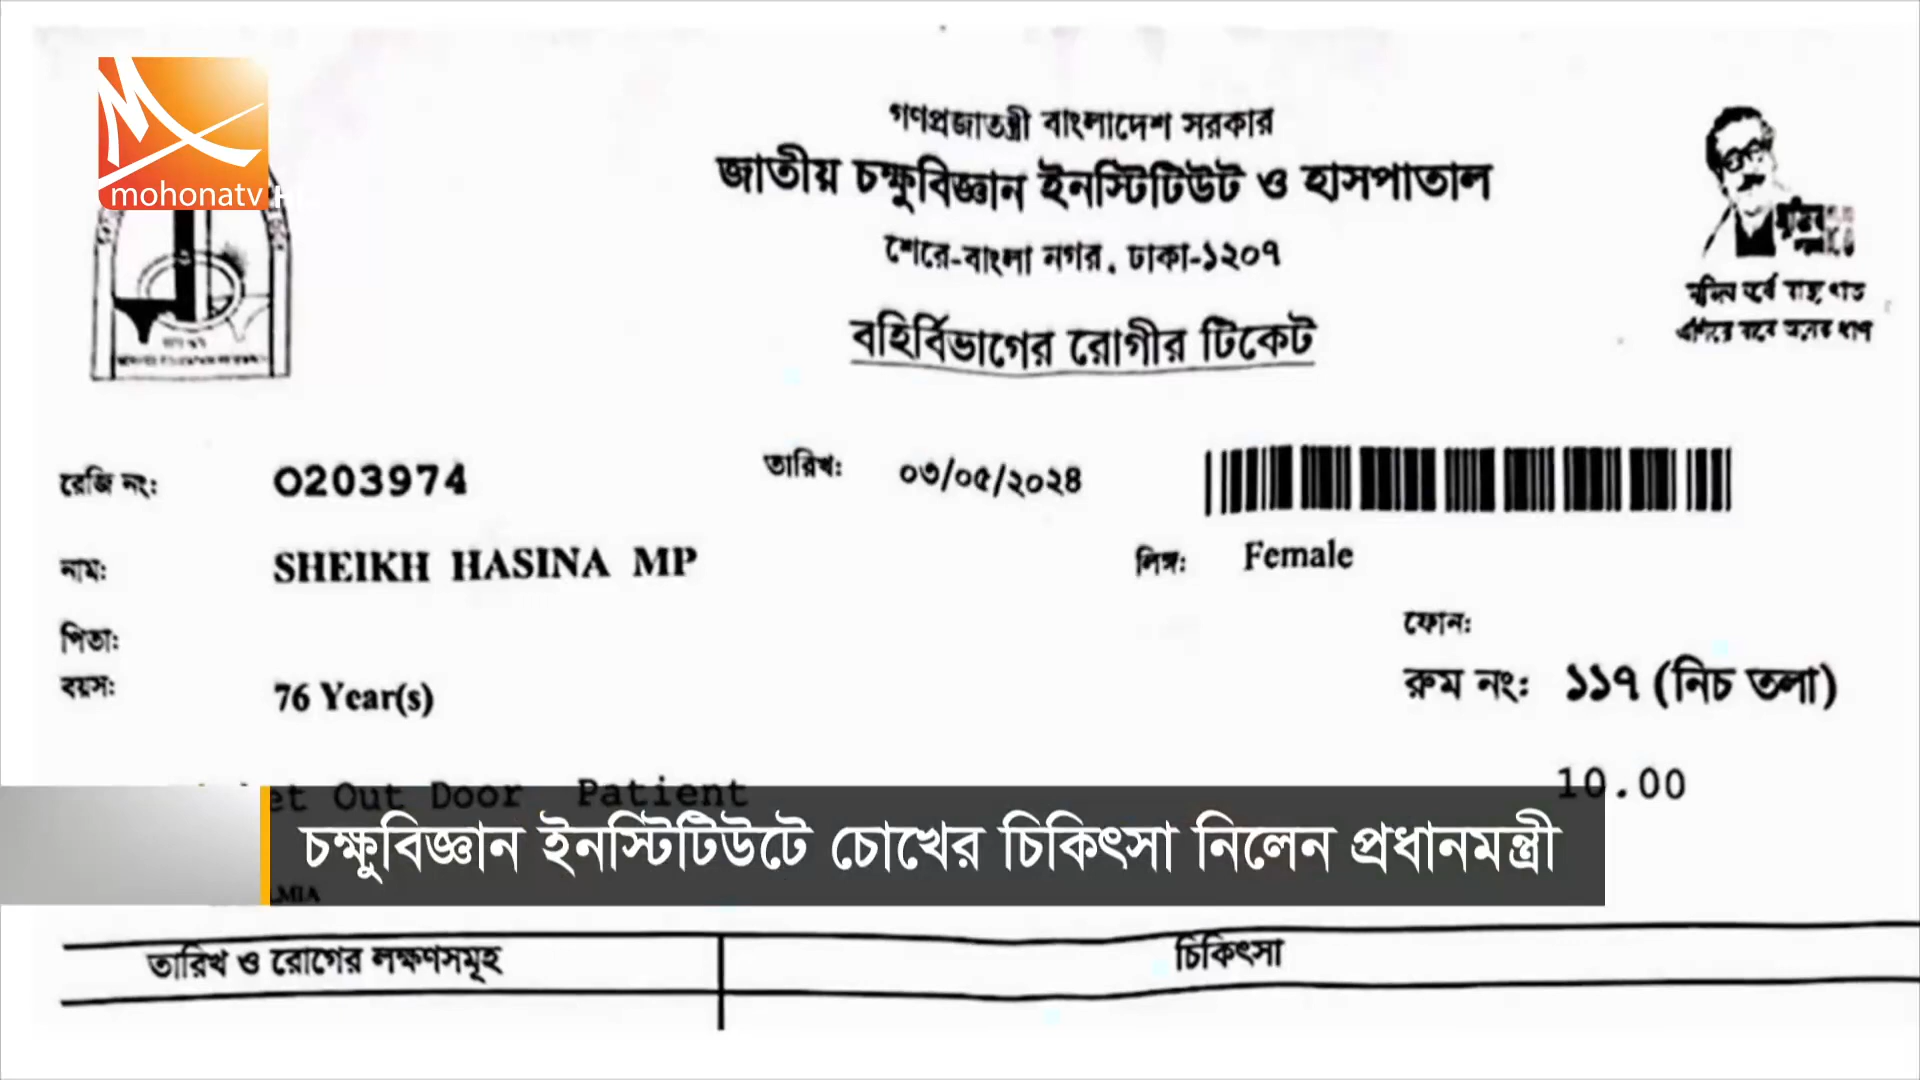 mohonatv
গণপ্রজাতন্ত্রী বাংলাদেশ সরকার
জাতীয় চক্ষুবিজ্ঞান ইনস্টিটিউট ও হাসপাতাল
শেরে-বাংলা নগর, ঢাকা-১২০৭
বহির্বিভাগের রোগীর টিকেট
রেজি নং: 0203974 তারিখ: ০৩/০৫/২০২৪
নাম: SHEIKH HASINA MP লিঙ্গ: Female
পিতা: ফোন:
বয়স: 76 Year(s) রুম নং: ১১৭ (নিচ তলা)
Out Door Patient 10.00
চক্ষুবিজ্ঞান ইনস্টিটিউটে চোখের চিকিৎসা নিলেন প্রধানমন্ত্রী
তারিখ ও রোগের লক্ষণসমূহ চিকিৎসা